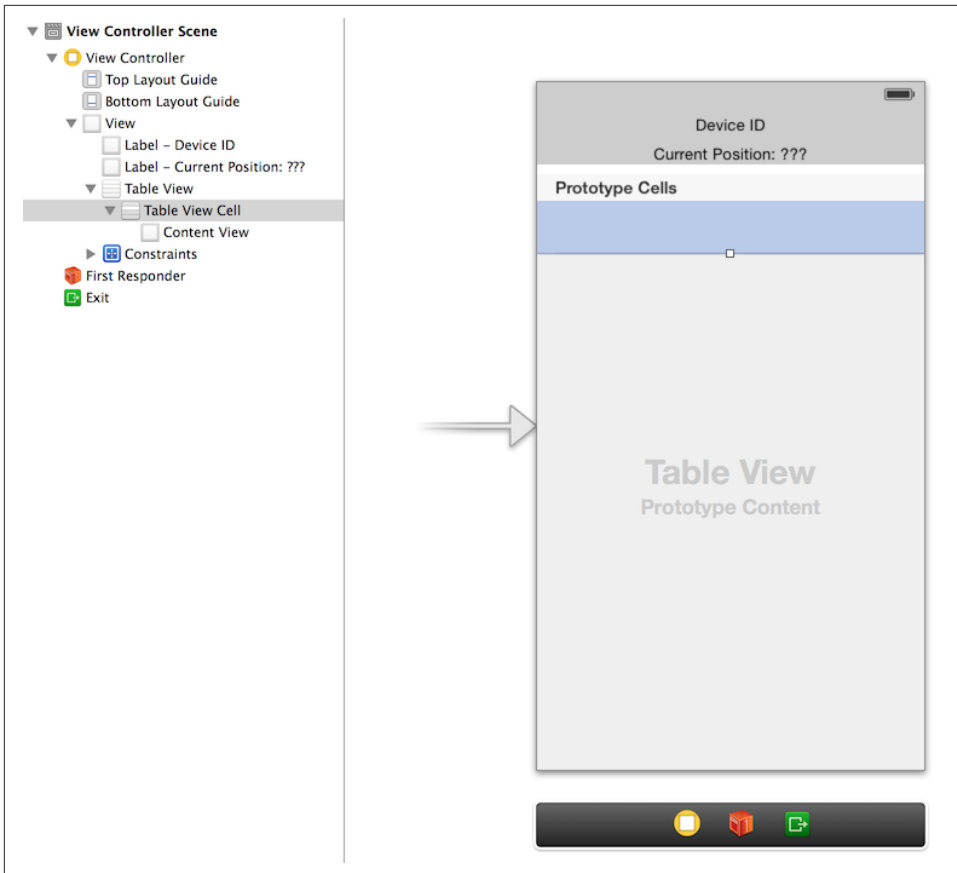 View Controller Scene
View Controller
Top Layout Guide
Bottom Layout Guide
View
Label – Device ID
Label – Current Position: ???
Table View
Table View Cell
Content View
Constraints
First Responder
Exit
Device ID
Current Position: ???
Prototype Cells
Table View
Prototype Content